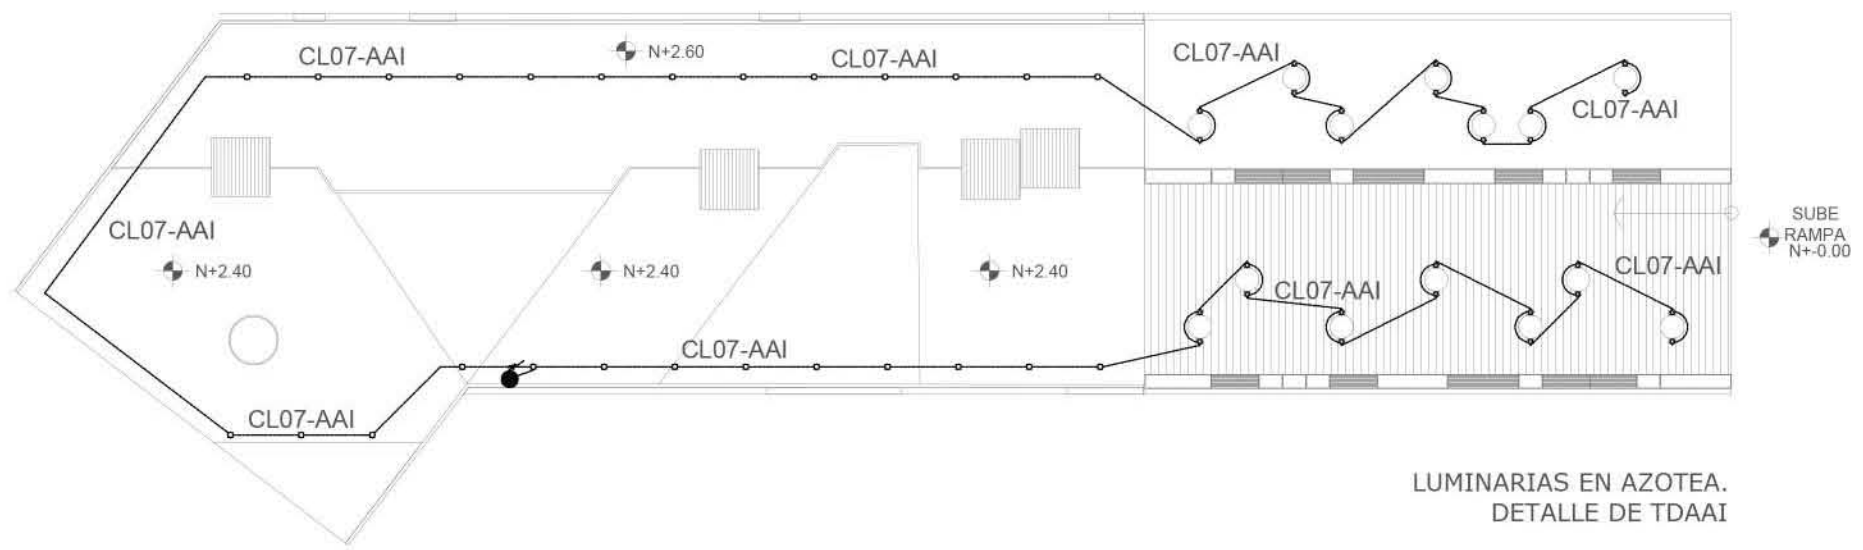 CL07-AAI
N+2.60
CL07-AAI
CL07-AAI
CL07-AAI
CL07-AAI
N+2.40
N+2.40
N+2.40
SUBE
RAMPA
N+-0.00
CL07-AAI
CL07-AAI
CL07-AAI
CL07-AAI
LUMINARIAS EN AZOTEA.
DETALLE DE TDAAI